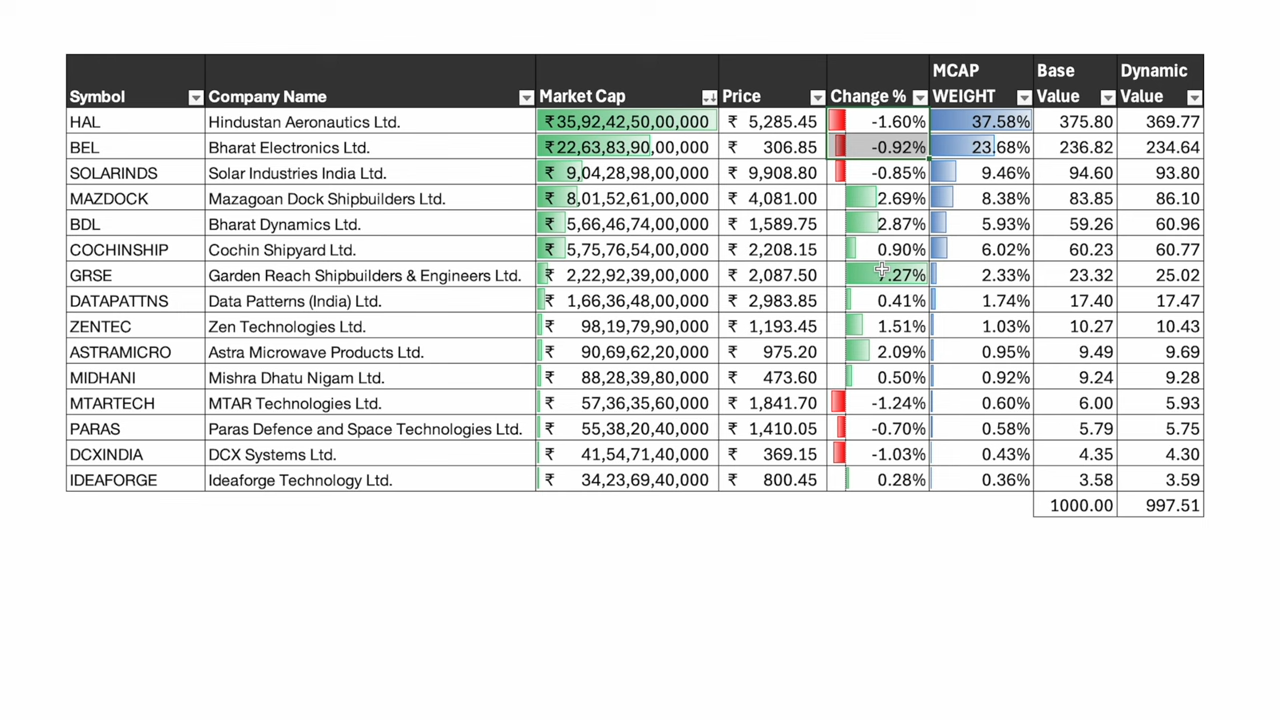 Symbol Company Name Market Cap Price Change % MCAP WEIGHT Base Value Dynamic Value
HAL Hindustan Aeronautics Ltd. ₹35,92,42,50,00,000 ₹ 5,285.45 -1.60% 37.58% 375.80 369.77
BEL Bharat Electronics Ltd. ₹22,63,83,90,00,000 ₹ 306.85 -0.92% 23.68% 236.82 234.64
SOLARINDS Solar Industries India Ltd. ₹ 9,04,28,98,00,000 ₹ 9,908.80 -0.85% 9.46% 94.60 93.80
MAZDOCK Mazagoan Dock Shipbuilders Ltd. ₹ 8,01,52,61,00,000 ₹ 4,081.00 2.69% 8.38% 83.85 86.10
BDL Bharat Dynamics Ltd. ₹ 5,66,46,74,00,000 ₹ 1,589.75 2.87% 5.93% 59.26 60.96
COCHINSHIP Cochin Shipyard Ltd. ₹ 5,75,76,54,00,000 ₹ 2,208.15 0.90% 6.02% 60.23 60.77
GRSE Garden Reach Shipbuilders & Engineers Ltd. ₹ 2,22,92,39,00,000 ₹ 2,087.50 7.27% 2.33% 23.32 25.02
DATAPATTNS Data Patterns (India) Ltd. ₹ 1,66,36,48,00,000 ₹ 2,983.85 0.41% 1.74% 17.40 17.47
ZENTEC Zen Technologies Ltd. ₹ 98,19,79,90,000 ₹ 1,193.45 1.51% 1.03% 10.27 10.43
ASTRAMICRO Astra Microwave Products Ltd. ₹ 90,69,62,20,000 ₹ 975.20 2.09% 0.95% 9.49 9.69
MIDHANI Mishra Dhatu Nigam Ltd. ₹ 88,28,39,80,000 ₹ 473.60 0.50% 0.92% 9.24 9.28
MTARTECH MTAR Technologies Ltd. ₹ 57,36,35,60,000 ₹ 1,841.70 -1.24% 0.60% 6.00 5.93
PARAS Paras Defence and Space Technologies Ltd. ₹ 55,38,20,40,000 ₹ 1,410.05 -0.70% 0.58% 5.79 5.75
DCXINDIA DCX Systems Ltd. ₹ 41,54,71,40,000 ₹ 369.15 -1.03% 0.43% 4.35 4.30
IDEAFORGE Ideaforge Technology Ltd. ₹ 34,23,69,40,000 ₹ 800.45 0.28% 0.36% 3.58 3.59
1000.00 997.51